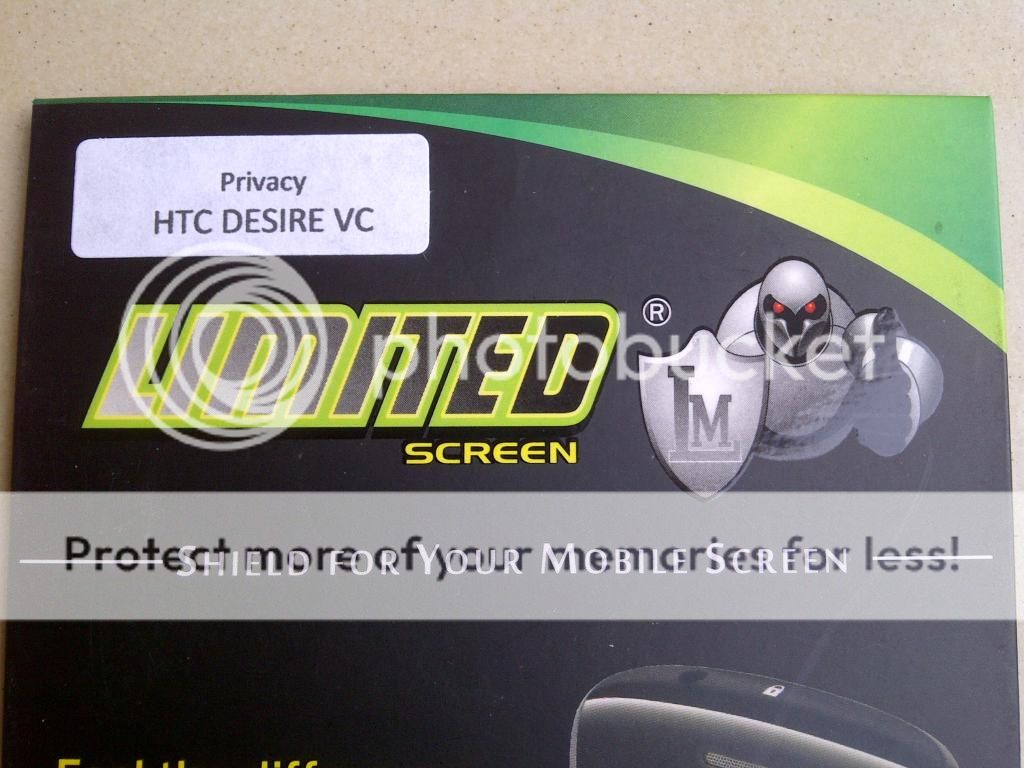 Privacy
HTC DESIRE VC
LIMITED ®
SCREEN
LM
photobucket
Protect more of your memories for less!
SHIELD FOR YOUR MOBILE SCREEN